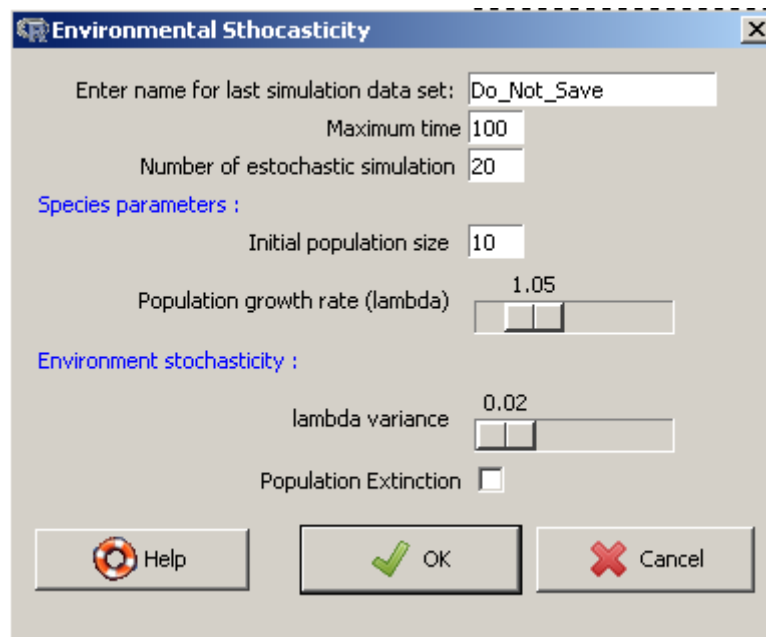 Environmental Sthocasticity
Enter name for last simulation data set: Do_Not_Save
Maximum time 100
Number of estochastic simulation 20
Species parameters :
Initial population size 10
1.05
Population growth rate (lambda)
Environment stochasticity :
0.02
lambda variance
Population Extinction
Help OK Cancel